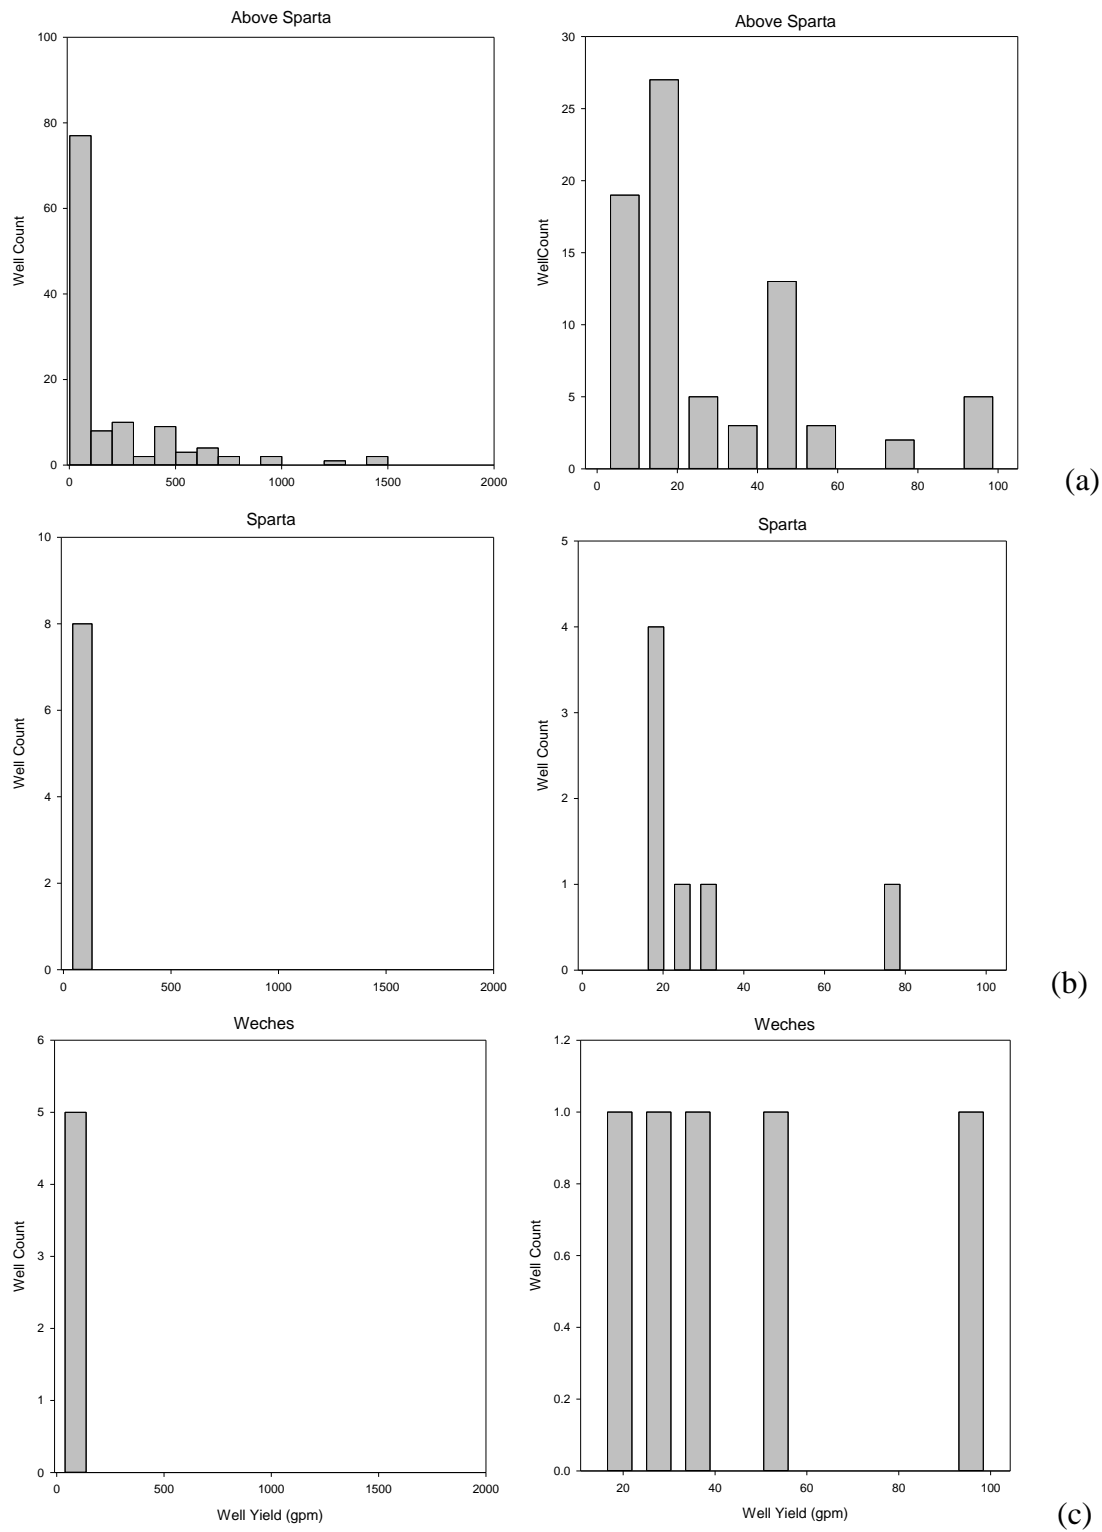 Above Sparta
100
80
60
40
20
0
Well Count
0 500 1000 1500 2000
Above Sparta
30
25
20
15
10
5
0
WellCount
0 20 40 60 80 100
(a)
Sparta
10
8
6
4
2
0
Well Count
0 500 1000 1500 2000
Sparta
5
4
3
2
1
0
Well Count
0 20 40 60 80 100
(b)
Weches
6
5
4
3
2
1
0
Well Count
0 500 1000 1500 2000
Well Yield (gpm)
Weches
1.2
1.0
0.8
0.6
0.4
0.2
0.0
Well Count
20 40 60 80 100
Well Yield (gpm)
(c)